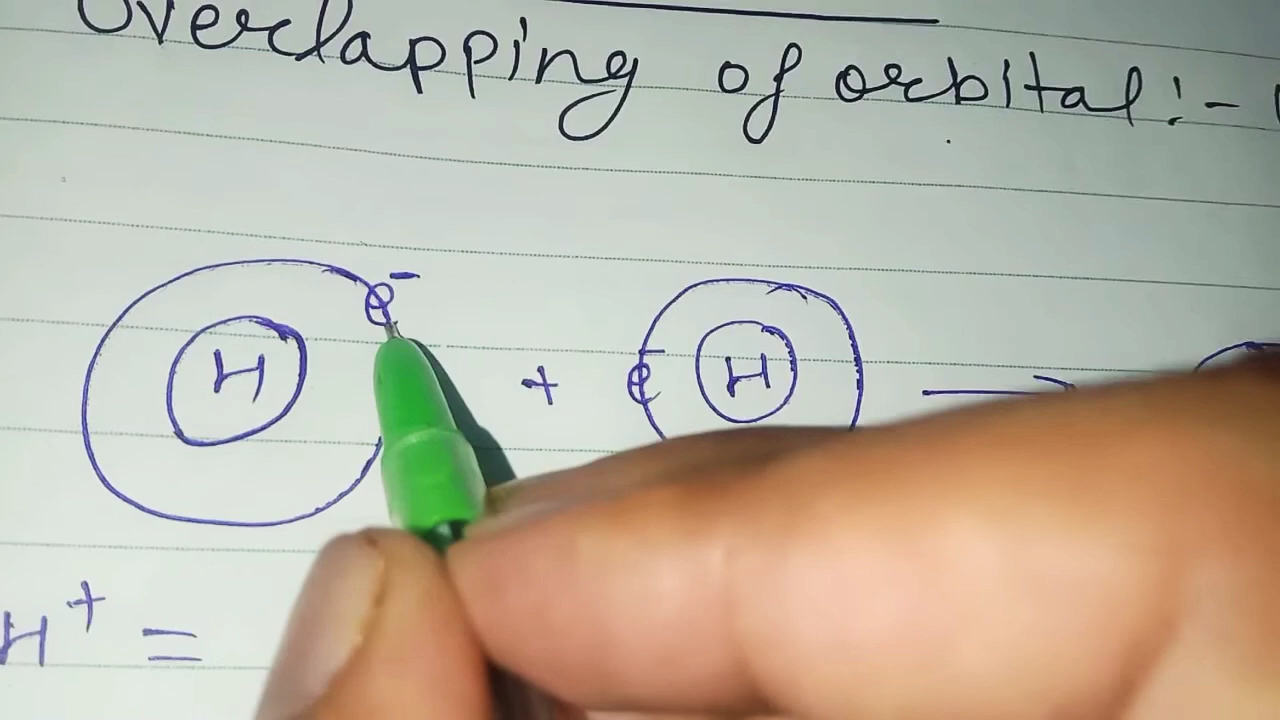 Overlapping of orbital :-
H e⁻ + e⁻ H →
H⁺ =